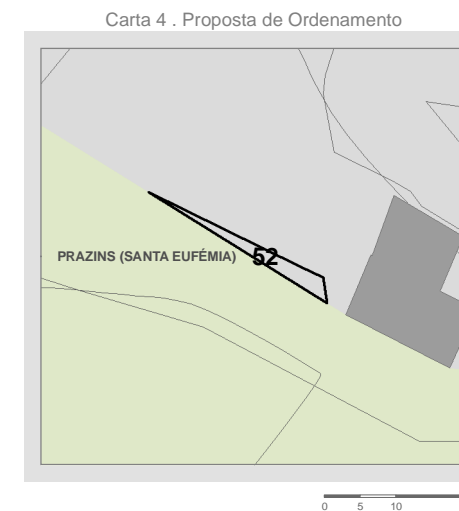 Carta 4 . Proposta de Ordenamento
PRAZINS (SANTA EUFÉMIA) 52
0 5 10